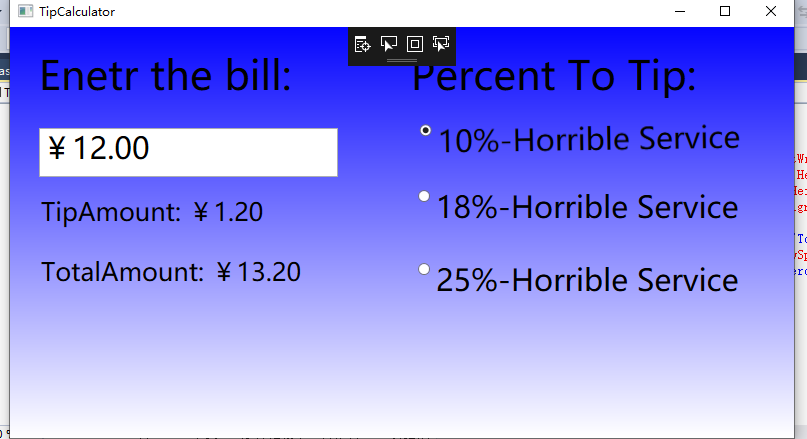 TipCalculator
Enetr the bill:
Percent To Tip:
¥12.00
10%-Horrible Service
TipAmount: ¥1.20
18%-Horrible Service
TotalAmount: ¥13.20
25%-Horrible Service